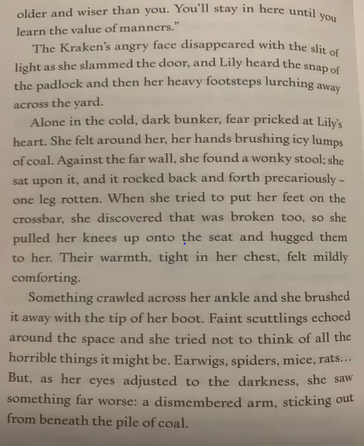 older and wiser than you. You'll stay in here until you
learn the value of manners.”
The Kraken's angry face disappeared with the slit of
light as she slammed the door, and Lily heard the snap of
the padlock and then her heavy footsteps lurching away
across the yard.
Alone in the cold, dark bunker, fear pricked at Lily's
heart. She felt around her, her hands brushing icy lumps
of coal. Against the far wall, she found a wonky stool; she
sat upon it, and it rocked back and forth precariously –
one leg rotten. When she tried to put her feet on the
crossbar, she discovered that was broken too, so she
pulled her knees up onto the seat and hugged them
to her. Their warmth, tight in her chest, felt mildly
comforting.
Something crawled across her ankle and she brushed
it away with the tip of her boot. Faint scuttlings echoed
around the space and she tried not to think of all the
horrible things it might be. Earwigs, spiders, mice, rats…
But, as her eyes adjusted to the darkness, she saw
something far worse: a dismembered arm, sticking out
from beneath the pile of coal.